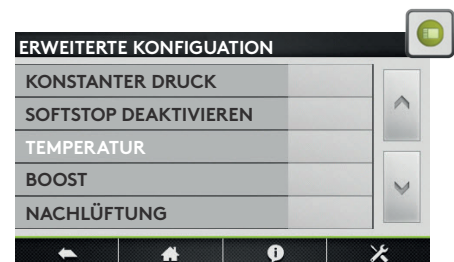 ERWEITERTE KONFIGUATION
KONSTANTER DRUCK
SOFTSTOP DEAKTIVIEREN
TEMPERATUR
BOOST
NACHLÜFTUNG